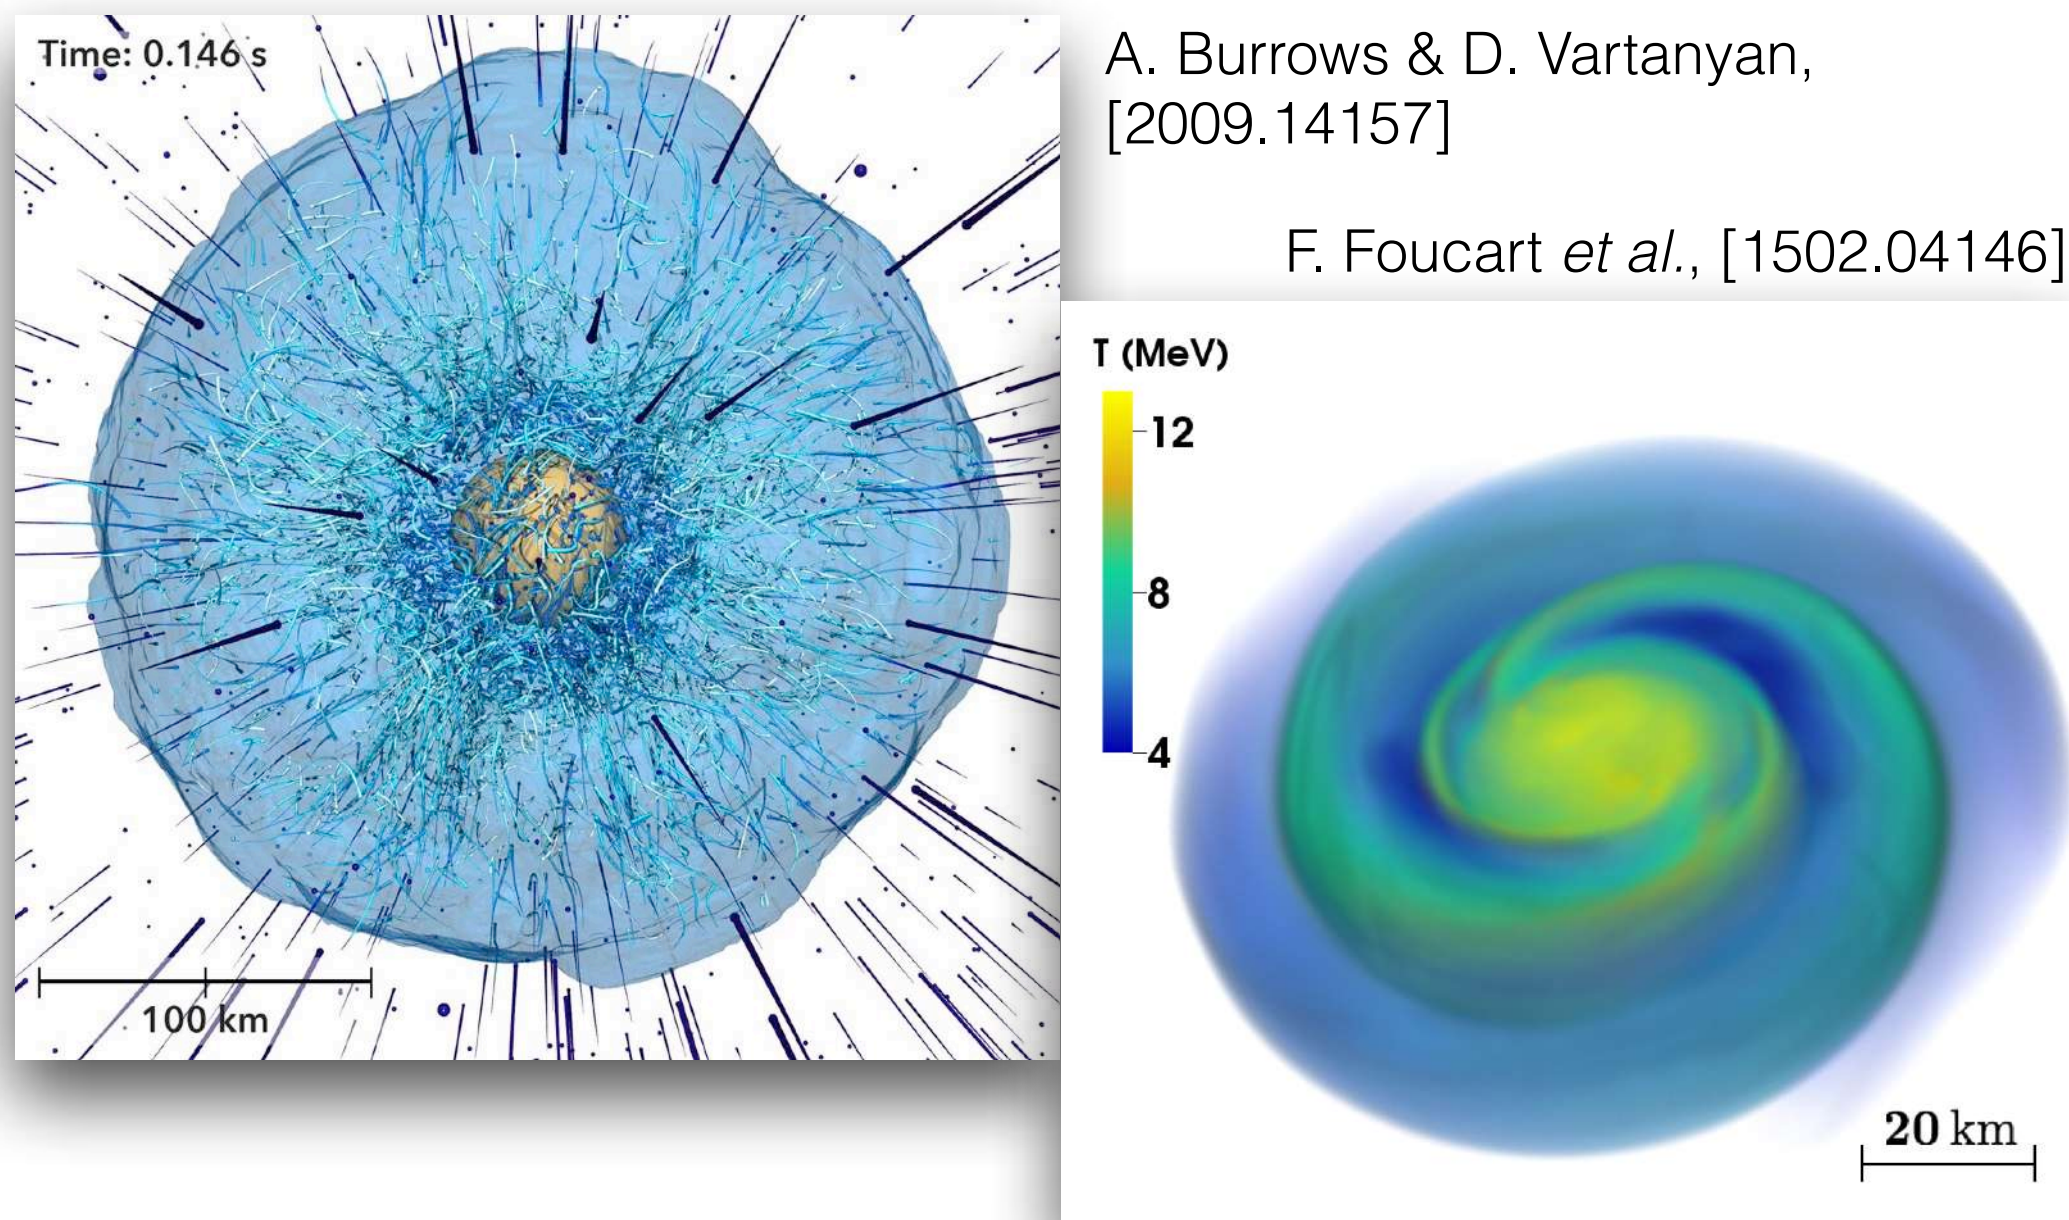 Time: 0.146 s
100 km
A. Burrows & D. Vartanyan,
[2009.14157]
F. Foucart et al., [1502.04146]
T (MeV)
12
8
4
20 km